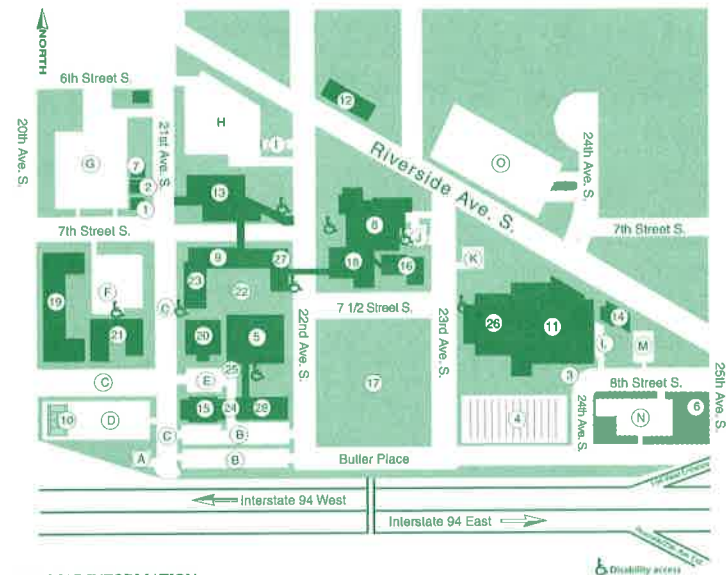 NORTH
6th Street S.
20th Ave. S.
21st Ave. S.
G
7
2
1
H
I
12
Riverside Ave. S.
O
24th Ave. S.
7th Street S.
7th Street S.
13
8
J
K
9
27
18
16
19
F
21
C
23
22
20
5
22nd Ave. S.
7 1/2 Street S.
23rd Ave. S.
26
11
14
L
M
3
17
25
E
C
10
D
15
24
28
C
B
B
A
4
24th Ave. S.
8th Street S.
N
6
25th Ave. S.
Butler Place
Interstate 94 West
Interstate 94 East
Disability access